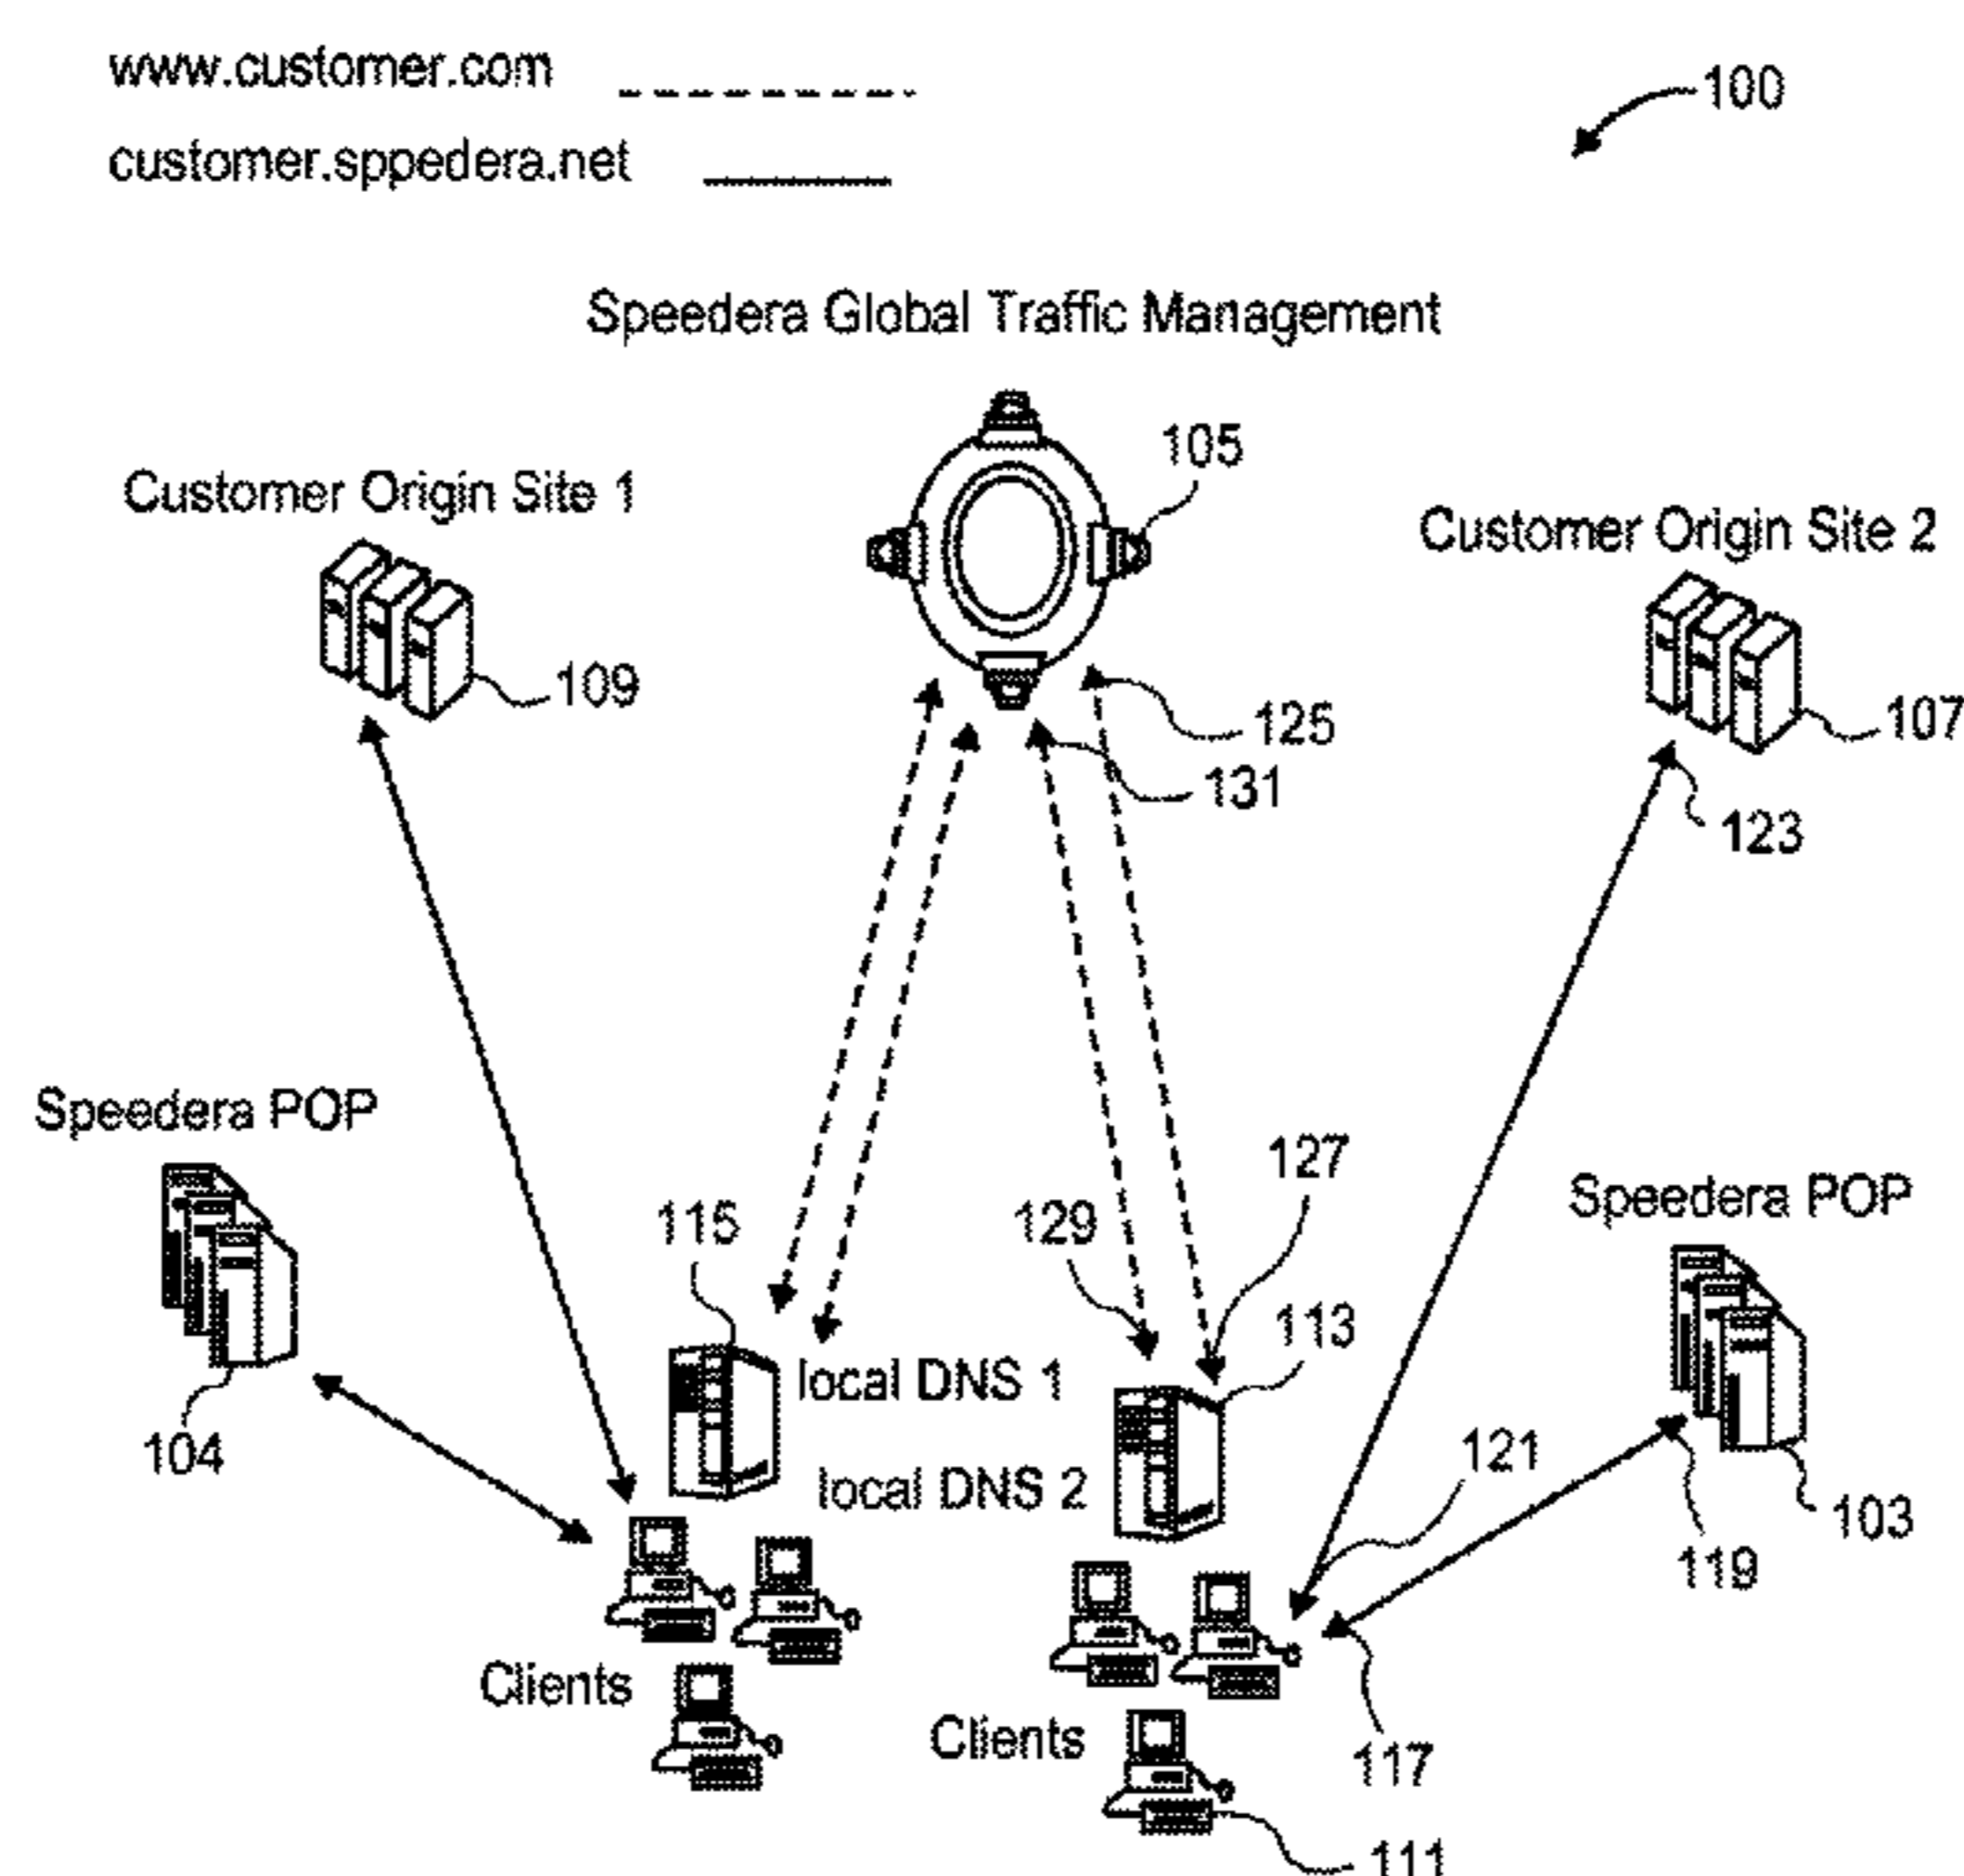 www.customer.com
100
customer.sppedera.net
Speedera Global Traffic Management
105
Customer Origin Site 1
Customer Origin Site 2
109
125
107
131
123
Speedera POP
127
Speedera POP
115
129
113
local DNS 1
104
121
local DNS 2
103
119
Clients
Clients
117
111